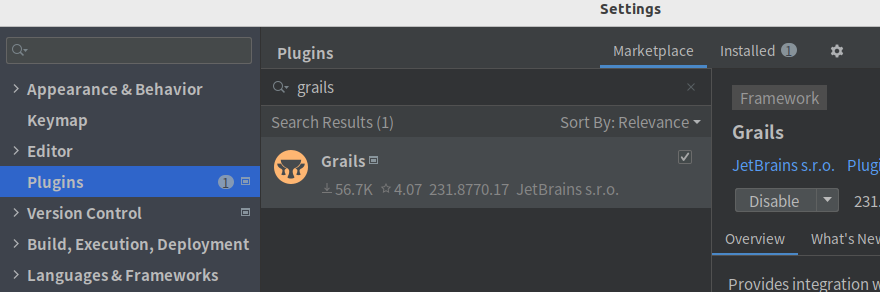 Settings
Appearance & Behavior
Keymap
Editor
Plugins 1
Version Control
Build, Execution, Deployment
Languages & Frameworks
Plugins Marketplace Installed 1
grails
Search Results (1) Sort By: Relevance
Grails
56.7K 4.07 231.8770.17 JetBrains s.r.o.
Framework
Grails
JetBrains s.r.o. Plugi
Disable 231.
Overview What's New
Provides integration w